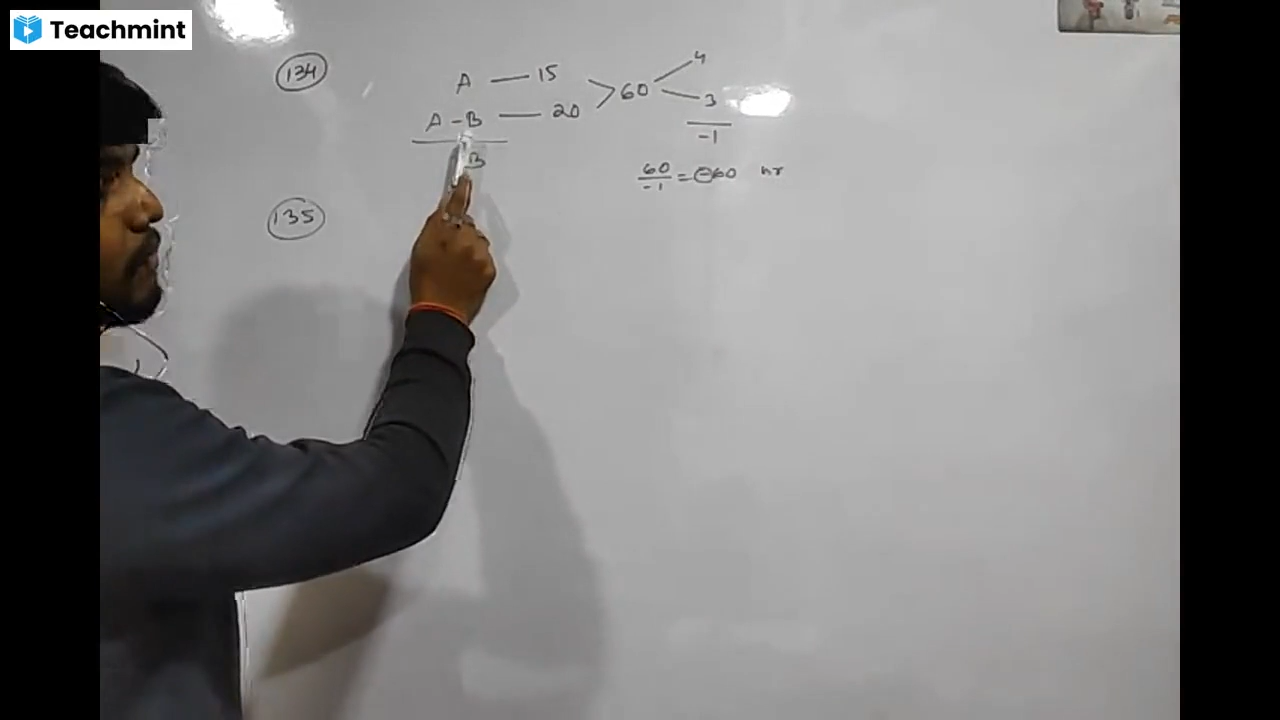 Teachmint
134
A — 15
A - B — 20
> 60
4
3
-1
B
60/-1 = -60 hr
135